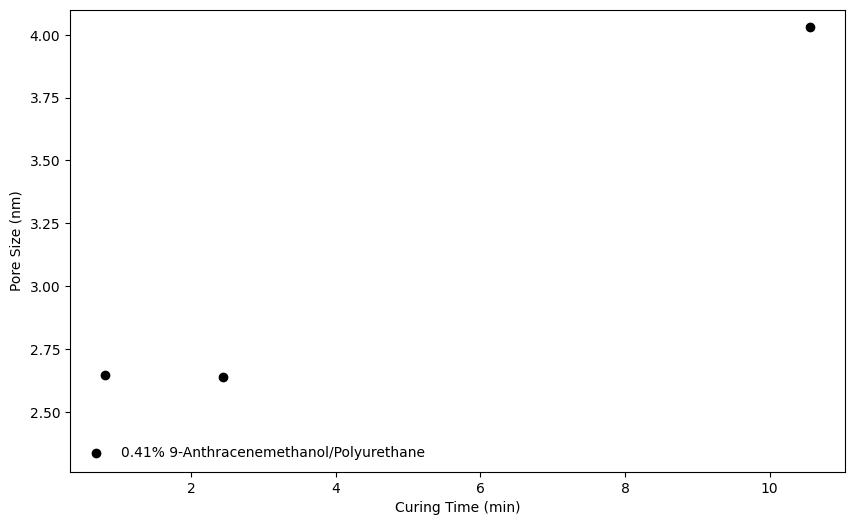 4.00
3.75
3.50
3.25
3.00
2.75
2.50
Pore Size (nm)
0.41% 9-Anthracenemethanol/Polyurethane
2 4 6 8 10
Curing Time (min)